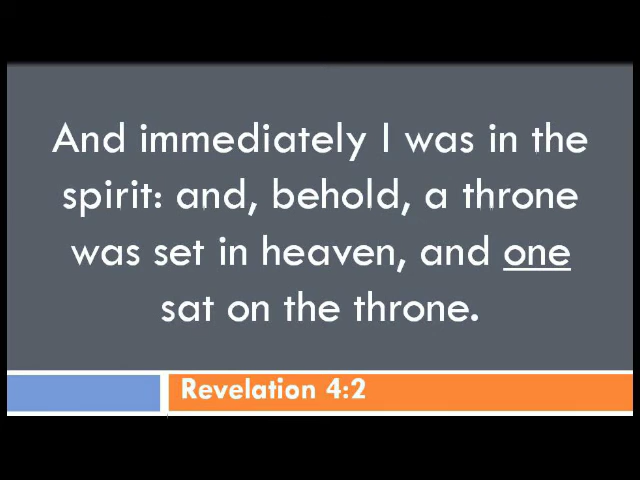 And immediately I was in the
spirit: and, behold, a throne
was set in heaven, and one
sat on the throne.
Revelation 4:2